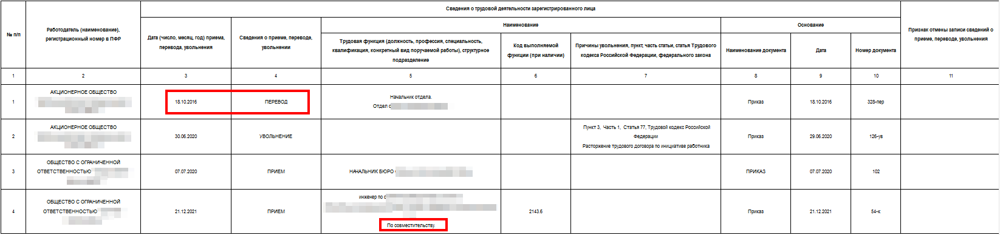 Сведения о трудовой деятельности зарегистрированного лица
№ п/п
Работодатель (наименование),
регистрационный номер в ПФР
Дата (число, месяц, год) приема,
перевода, увольнения
Сведения о приеме, переводе,
увольнении
Наименование
Основание
Признак отмены записи сведений о
приеме, переводе, увольнения
Трудовая функция (должность, профессия, специальность,
квалификация, конкретный вид поручаемой работы), структурное
подразделение
Код выполняемой
функции (при наличии)
Причины увольнения, пункт, часть статьи, статья Трудового
кодекса Российской Федерации, федерального закона
Наименование документа
Дата
Номер документа
1 2 3 4 5 6 7 8 9 10 11
1
АКЦИОНЕРНОЕ ОБЩЕСТВО
18.10.2016
ПЕРЕВОД
Начальник отдела.
Отдел
Приказ
18.10.2016
328-пер
2
АКЦИОНЕРНОЕ ОБЩЕСТВО
30.06.2020
УВОЛЬНЕНИЕ
Пункт 3, Часть 1, Статья 77, Трудовой кодекс Российской
Федерации
Расторжение трудового договора по инициативе работника
Приказ
29.06.2020
126-ув
3
ОБЩЕСТВО С ОГРАНИЧЕННОЙ
ОТВЕТСТВЕННОСТЬЮ
07.07.2020
ПРИЕМ
НАЧАЛЬНИК БЮРО
ПРИКАЗ
07.07.2020
102
4
ОБЩЕСТВО С ОГРАНИЧЕННОЙ
ОТВЕТСТВЕННОСТЬЮ
21.12.2021
ПРИЕМ
инженер по
По совместительству.
2143.6
Приказ
21.12.2021
54-к